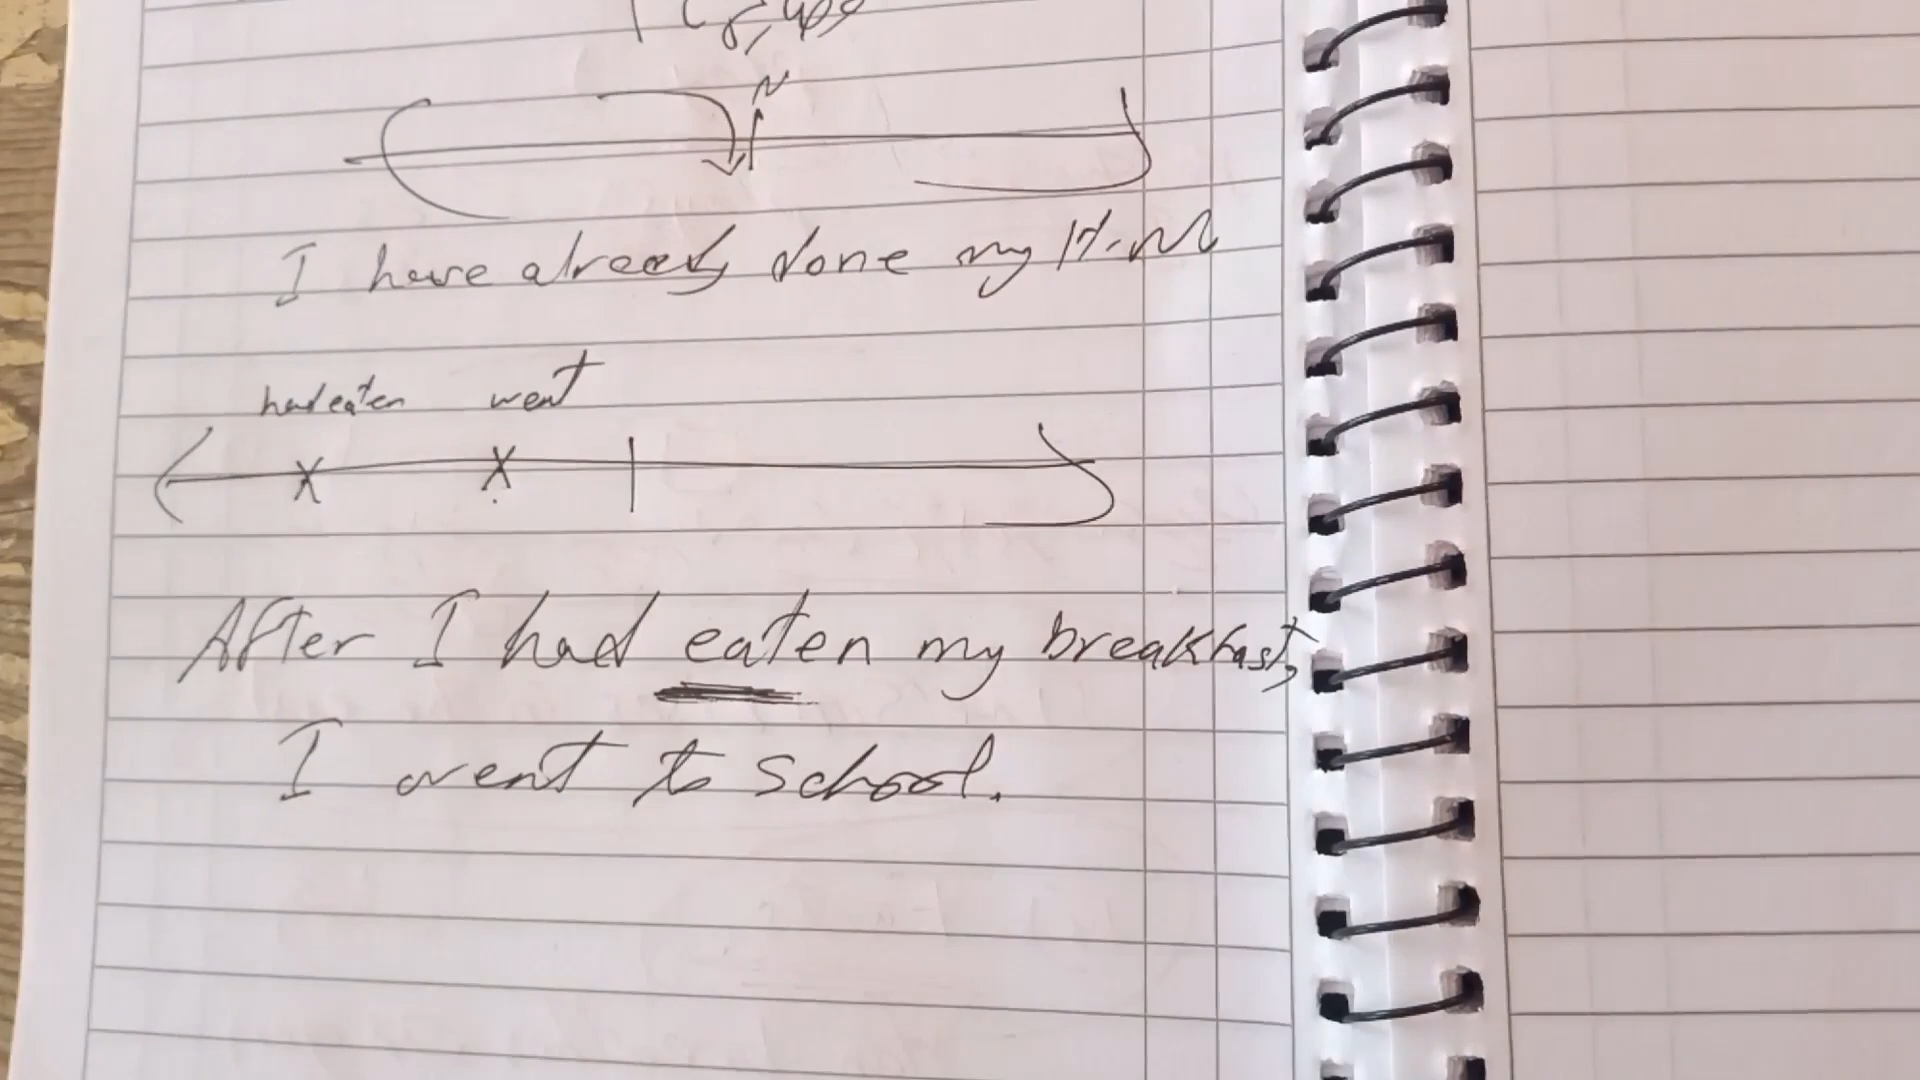 N
I have already done my H.W
had eaten went
After I had eaten my breakfast,
I went to school.